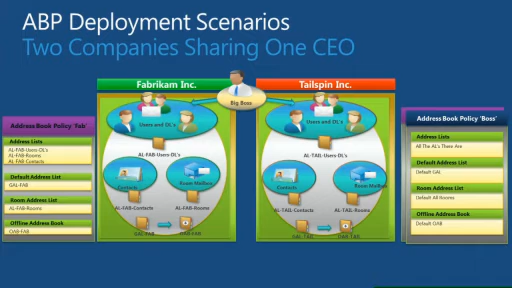 ABP Deployment Scenarios
Two Companies Sharing One CEO
Fabrikam Inc.
Tailspin Inc.
Big Boss
Address Book Policy 'Fab'
Address Lists
AL-FAB-Users-DL's
AL-FAB-Rooms
AL FAB Contacts
Default Address List
GAL-FAB
Room Address List
AL-FAB-Rooms
Offline Address Book
OAB-FAB
Users and DL's
AL-FAB-Users-DL's
Contacts
Room Mailbox
AL-FAB-Contacts
AL-FAB-Rooms
GAL-FAB
OAB-FAB
Users and DL's
AL-TAIL-Users-DL's
Contacts
Room Mailbox
AL-TAIL-Contacts
AL-TAIL-Rooms
GAL-TAIL
OAB-TAIL
Address Book Policy 'Boss'
Address Lists
All The AL's There Are
Default Address List
Default GAL
Room Address List
Default All Rooms
Offline Address Book
Default OAB